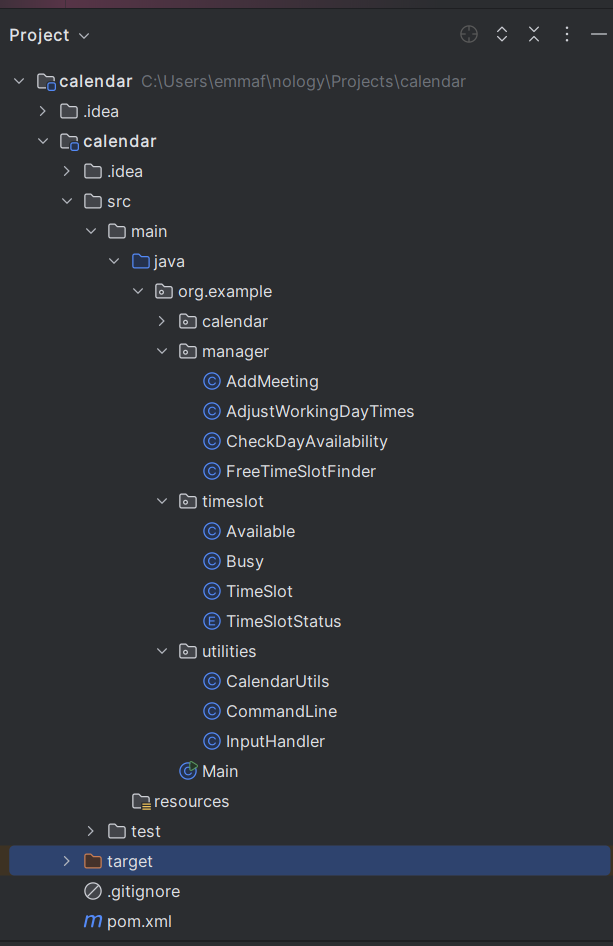 Project
calendar C:\Users\emmaf\nology\Projects\calendar
.idea
calendar
.idea
src
main
java
org.example
calendar
manager
AddMeeting
AdjustWorkingDayTimes
CheckDayAvailability
FreeTimeSlotFinder
timeslot
Available
Busy
TimeSlot
TimeSlotStatus
utilities
CalendarUtils
CommandLine
InputHandler
Main
resources
test
target
.gitignore
pom.xml